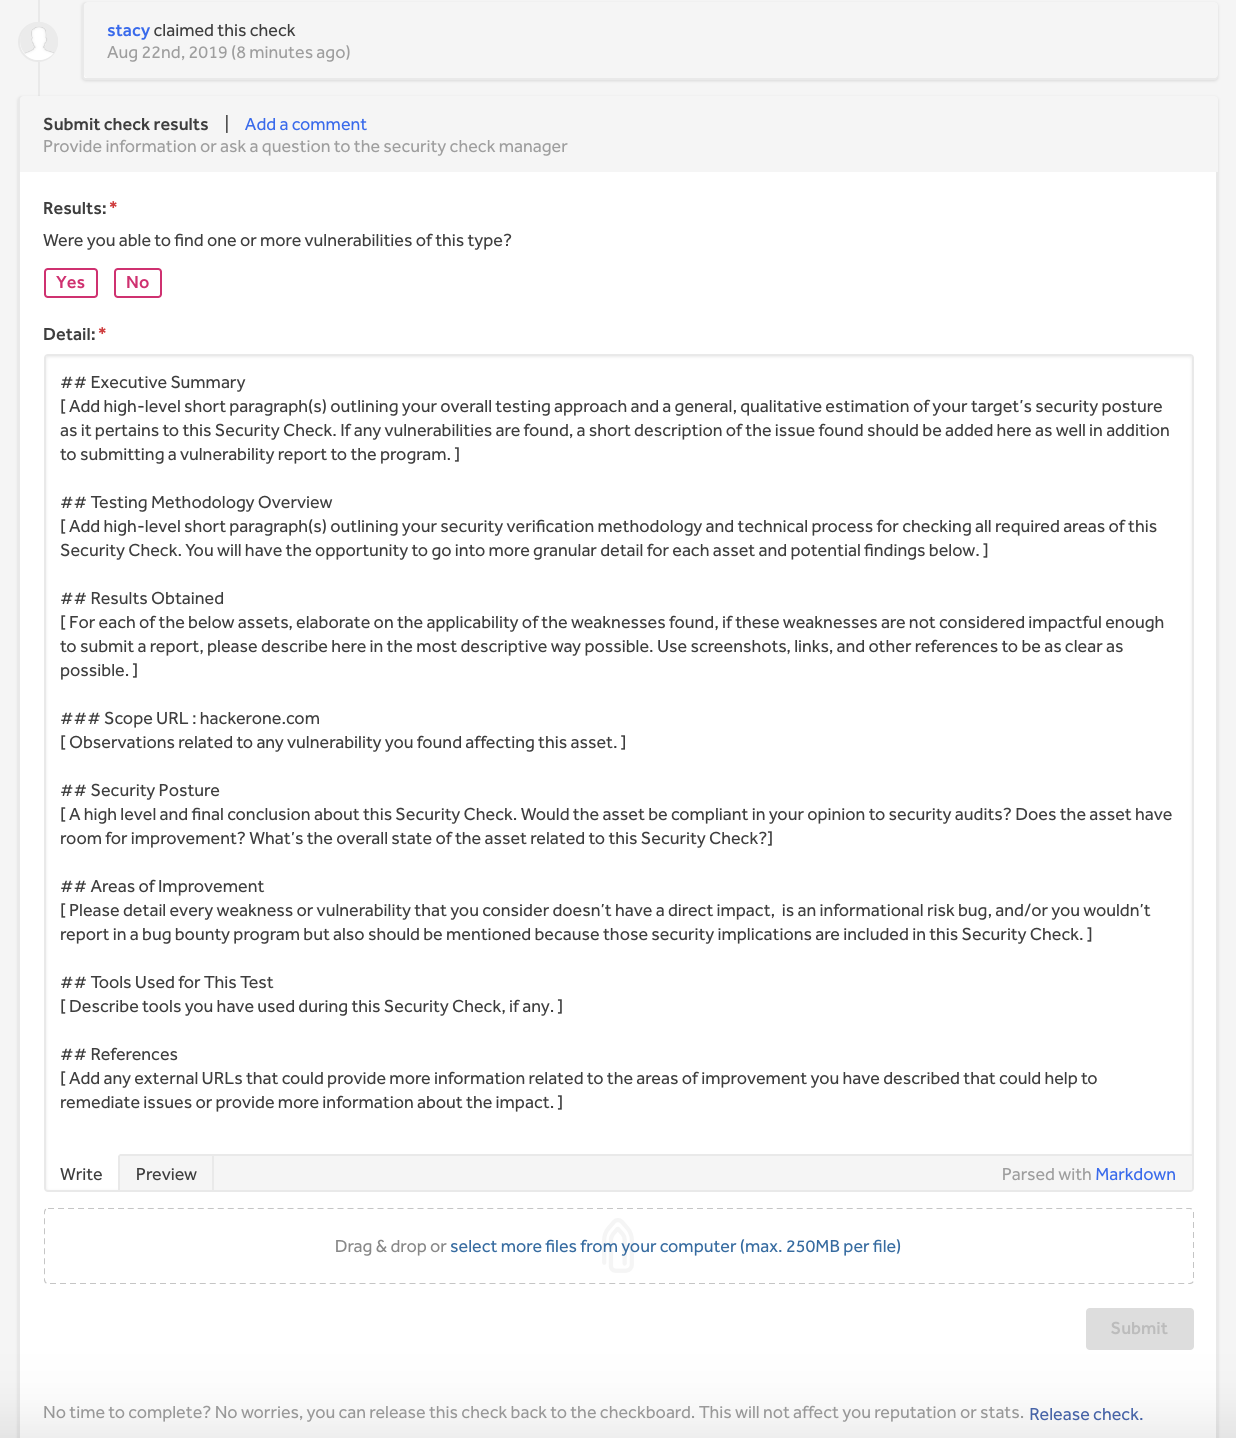 stacy claimed this check
Aug 22nd, 2019 (8 minutes ago)
Submit check results | Add a comment
Provide information or ask a question to the security check manager
Results: *
Were you able to find one or more vulnerabilities of this type?
Yes No
Detail: *
## Executive Summary
[ Add high-level short paragraph(s) outlining your overall testing approach and a general, qualitative estimation of your target's security posture
as it pertains to this Security Check. If any vulnerabilities are found, a short description of the issue found should be added here as well in addition
to submitting a vulnerability report to the program. ]
## Testing Methodology Overview
[ Add high-level short paragraph(s) outlining your security verification methodology and technical process for checking all required areas of this
Security Check. You will have the opportunity to go into more granular detail for each asset and potential findings below. ]
## Results Obtained
[ For each of the below assets, elaborate on the applicability of the weaknesses found, if these weaknesses are not considered impactful enough
to submit a report, please describe here in the most descriptive way possible. Use screenshots, links, and other references to be as clear as
possible. ]
### Scope URL : hackerone.com
[ Observations related to any vulnerability you found affecting this asset. ]
## Security Posture
[ A high level and final conclusion about this Security Check. Would the asset be compliant in your opinion to security audits? Does the asset have
room for improvement? What's the overall state of the asset related to this Security Check?]
## Areas of Improvement
[ Please detail every weakness or vulnerability that you consider doesn't have a direct impact,  is an informational risk bug, and/or you wouldn't
report in a bug bounty program but also should be mentioned because those security implications are included in this Security Check. ]
## Tools Used for This Test
[ Describe tools you have used during this Security Check, if any. ]
## References
[ Add any external URLs that could provide more information related to the areas of improvement you have described that could help to
remediate issues or provide more information about the impact. ]
Write Preview Parsed with Markdown
Drag & drop or select more files from your computer (max. 250MB per file)
Submit
No time to complete? No worries, you can release this check back to the checkboard. This will not affect you reputation or stats. Release check.